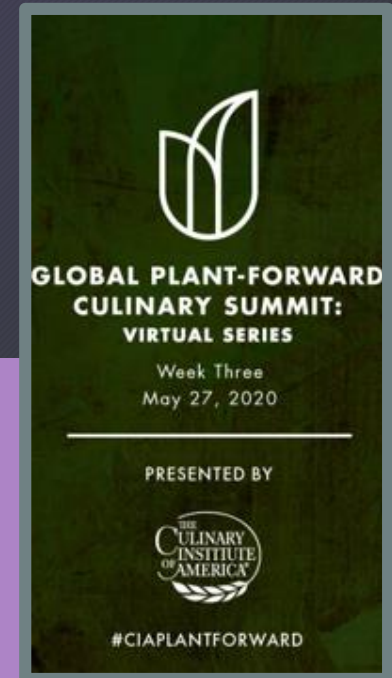 GLOBAL PLANT-FORWARD
CULINARY SUMMIT:
VIRTUAL SERIES
Week Three
May 27, 2020
PRESENTED BY
THE
CULINARY
INSTITUTE
OF AMERICA®
#CIAPLANTFORWARD